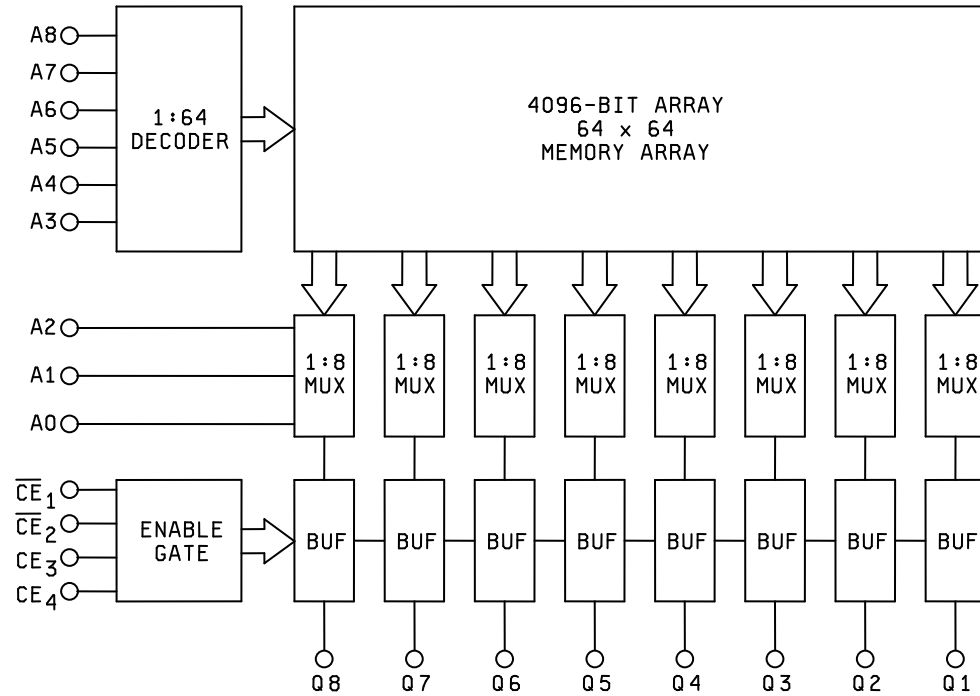 A8
A7
A6
A5
A4
A3
1:64
DECODER
4096-BIT ARRAY
64 x 64
MEMORY ARRAY
A2
A1
A0
1:8 1:8 1:8 1:8 1:8 1:8 1:8 1:8
MUX MUX MUX MUX MUX MUX MUX MUX
C̅E̅1
C̅E̅2
CE3
CE4
ENABLE
GATE
BUF BUF BUF BUF BUF BUF BUF BUF
Q8 Q7 Q6 Q5 Q4 Q3 Q2 Q1